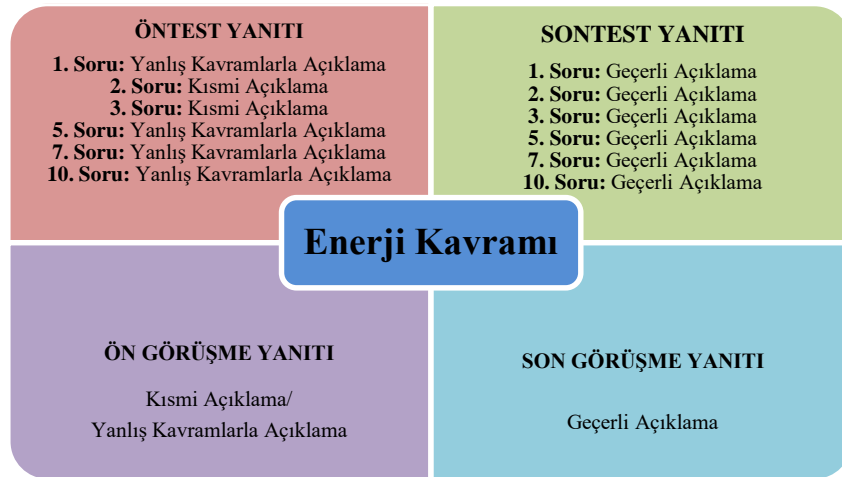 ÖNTEST YANITI
1. Soru: Yanlış Kavramlarla Açıklama
2. Soru: Kısmi Açıklama
3. Soru: Kısmi Açıklama
5. Soru: Yanlış Kavramlarla Açıklama
7. Soru: Yanlış Kavramlarla Açıklama
10. Soru: Yanlış Kavramlarla Açıklama
SONTEST YANITI
1. Soru: Geçerli Açıklama
2. Soru: Geçerli Açıklama
3. Soru: Geçerli Açıklama
5. Soru: Geçerli Açıklama
7. Soru: Geçerli Açıklama
10. Soru: Geçerli Açıklama
Enerji Kavramı
ÖN GÖRÜŞME YANITI
Kısmi Açıklama/
Yanlış Kavramlarla Açıklama
SON GÖRÜŞME YANITI
Geçerli Açıklama